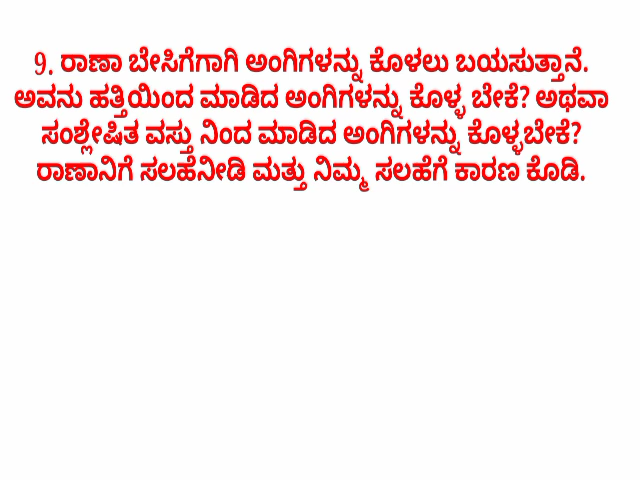 9. ರಾಣಾ ಬೇಸಿಗೆಗಾಗಿ ಅಂಗಿಗಳನ್ನು ಕೊಳಲು ಬಯಸುತ್ತಾನೆ.
ಅವನು ಹತ್ತಿಯಿಂದ ಮಾಡಿದ ಅಂಗಿಗಳನ್ನು ಕೊಳ್ಳ ಬೇಕೆ? ಅಥವಾ
ಸಂಶ್ಲೇಷಿತ ವಸ್ತು ನಿಂದ ಮಾಡಿದ ಅಂಗಿಗಳನ್ನು ಕೊಳ್ಳಬೇಕೆ?
ರಾಣಾನಿಗೆ ಸಲಹೆನೀಡಿ ಮತ್ತು ನಿಮ್ಮ ಸಲಹೆಗೆ ಕಾರಣ ಕೊಡಿ.